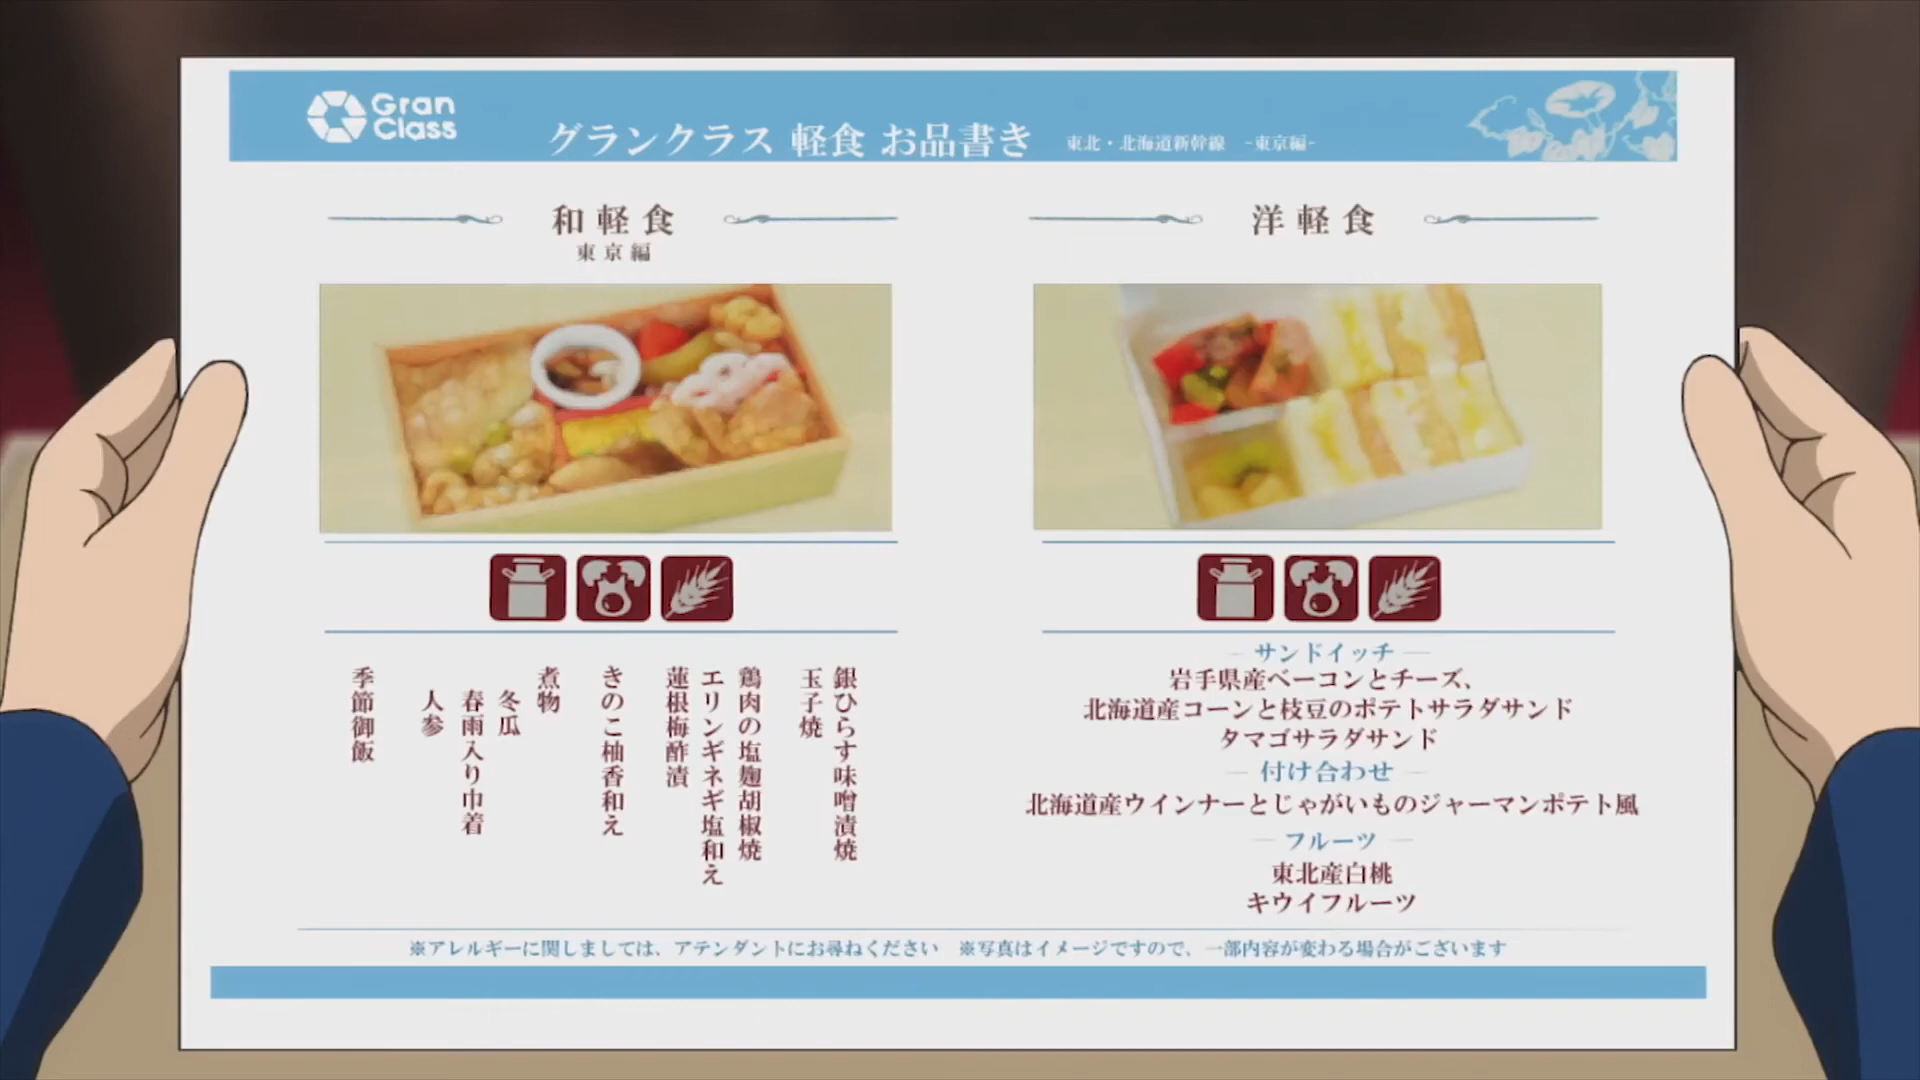 Gran
Class
グランクラス 軽食 お品書き 東北・北海道新幹線 -東京編-
和軽食
東京編
銀ひらす味噌漬焼
玉子焼
鶏肉の塩麹胡椒焼
エリンギネギ塩和え
蓮根梅酢漬
きのこ柚香和え
煮物
冬瓜
春雨入り巾着
人参
季節御飯
洋軽食
サンドイッチ
岩手県産ベーコンとチーズ、
北海道産コーンと枝豆のポテトサラダサンド
タマゴサラダサンド
付け合わせ
北海道産ウインナーとじゃがいものジャーマンポテト風
フルーツ
東北産白桃
キウイフルーツ
※アレルギーに関しましては、アテンダントにお尋ねください ※写真はイメージですので、一部内容が変わる場合がございます